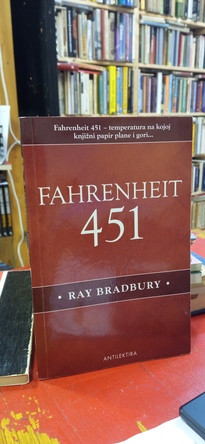 Fahrenheit 451 – temperatura na kojoj
knjižni papir plane i gori...
FAHRENHEIT
451
• RAY BRADBURY •
ANTILEKTIRA